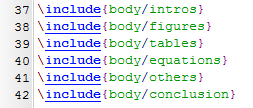 37 \include{body/intros}
38 \include{body/figures}
39 \include{body/tables}
40 \include{body/equations}
41 \include{body/others}
42 \include{body/conclusion}